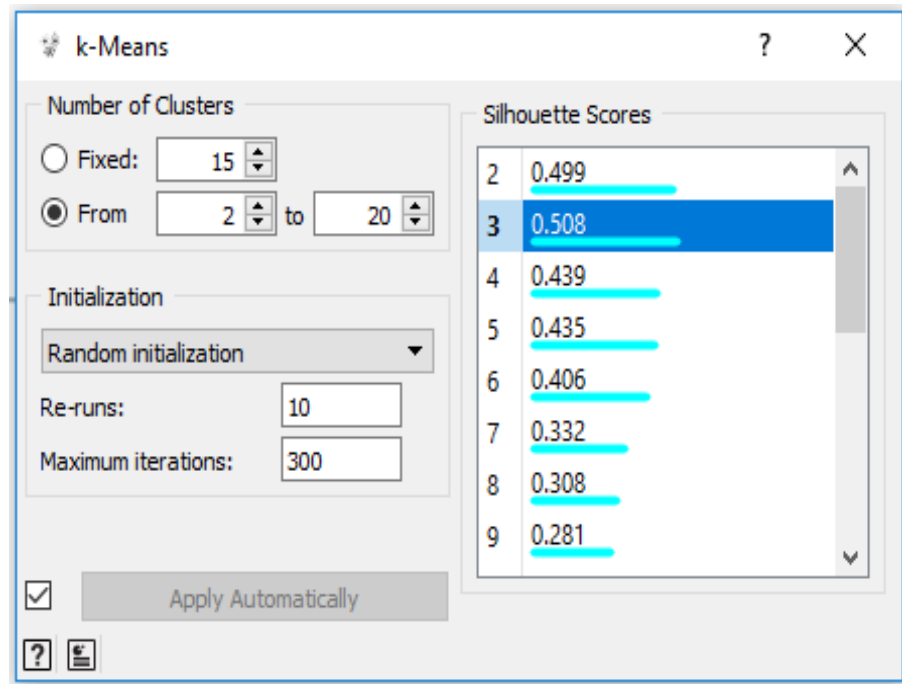 k-Means ? ×
Number of Clusters
Fixed: 15
From 2 to 20
Initialization
Random initialization
Re-runs: 10
Maximum iterations: 300
Apply Automatically
?
Silhouette Scores
2 0.499
3 0.508
4 0.439
5 0.435
6 0.406
7 0.332
8 0.308
9 0.281